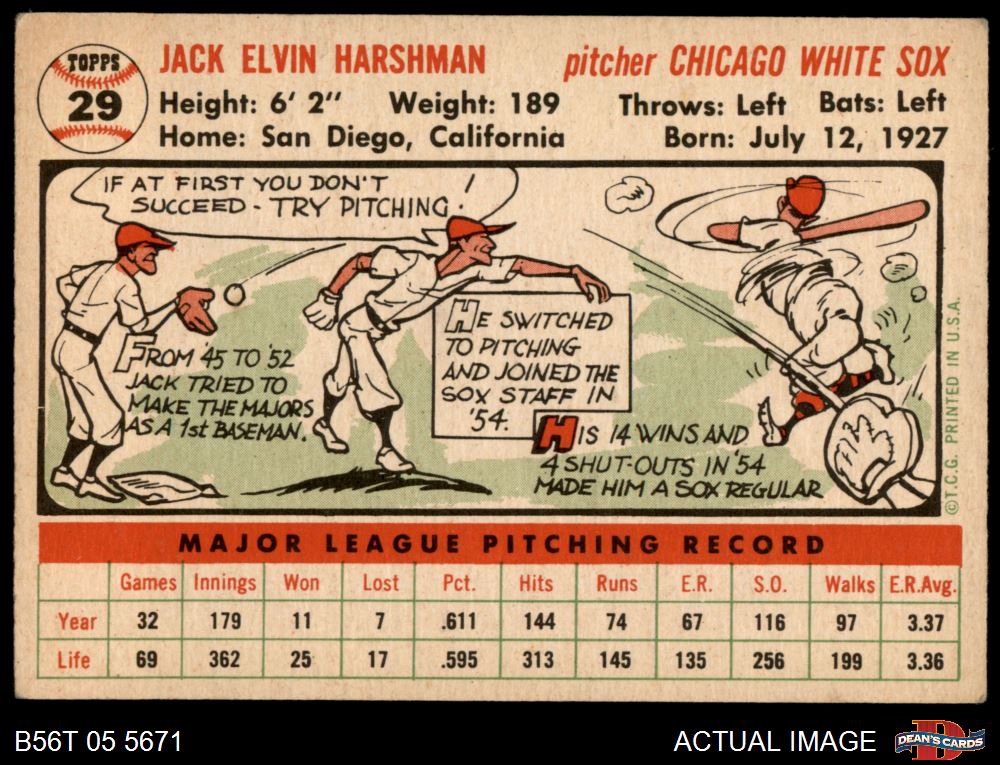 TOPPS
29
JACK ELVIN HARSHMAN
pitcher CHICAGO WHITE SOX
Height: 6' 2" Weight: 189 Throws: Left Bats: Left
Home: San Diego, California Born: July 12, 1927
IF AT FIRST YOU DON'T
SUCCEED - TRY PITCHING!
FROM '45 TO '52
JACK TRIED TO
MAKE THE MAJORS
AS A 1st BASEMAN.
HE SWITCHED
TO PITCHING
AND JOINED THE
SOX STAFF IN
'54.
HIS 14 WINS AND
4 SHUT-OUTS IN '54
MADE HIM A SOX REGULAR
©T.C.G. PRINTED IN U.S.A.
MAJOR LEAGUE PITCHING RECORD
Games Innings Won Lost Pct. Hits Runs E.R. S.O. Walks E.R.Avg.
Year 32 179 11 7 .611 144 74 67 116 97 3.37
Life 69 362 25 17 .595 313 145 135 256 199 3.36
B56T 05 5671
ACTUAL IMAGE
DEAN'S CARDS